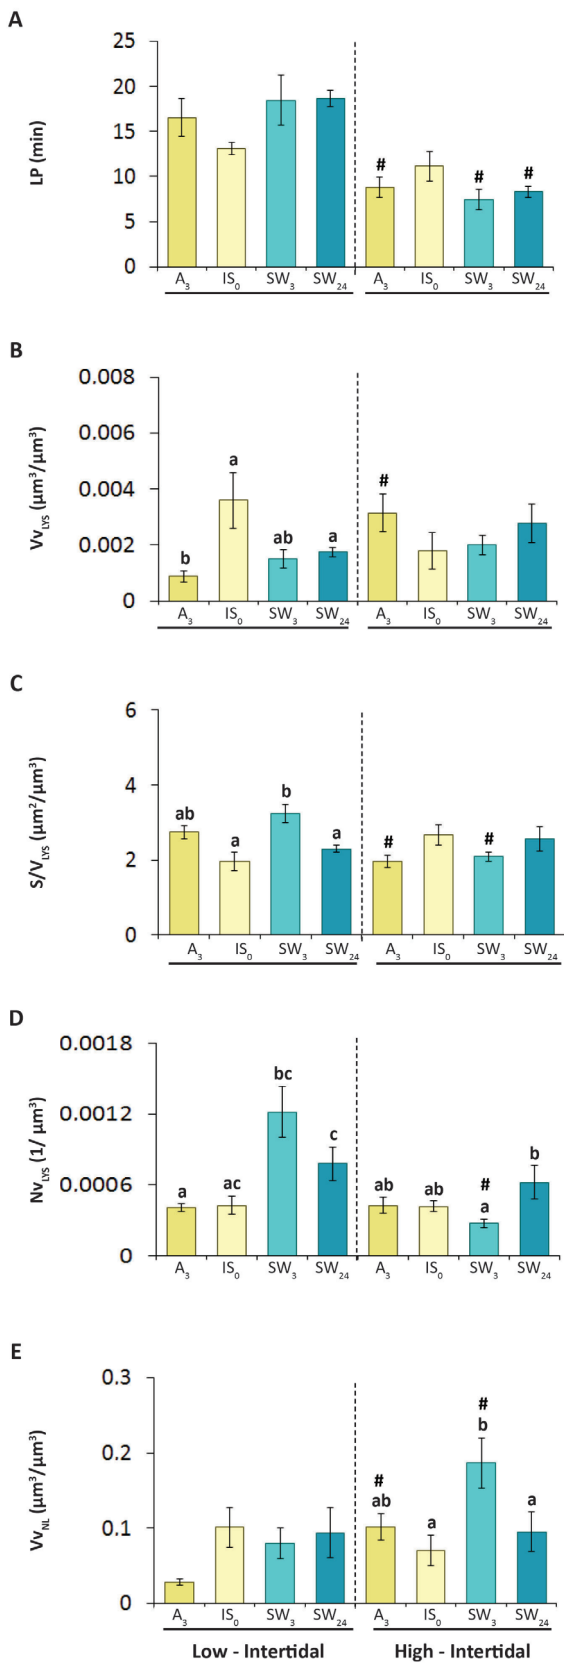 A
LP (min)
25
20
15
10
5
0
# # #
A₃ IS₀ SW₃ SW₂₄ A₃ IS₀ SW₃ SW₂₄
B
Vv_LYS (μm³/μm³)
0.008
0.006
0.004
0.002
0
b a ab a #
A₃ IS₀ SW₃ SW₂₄ A₃ IS₀ SW₃ SW₂₄
C
S/V_LYS (μm²/μm³)
6
4
2
0
ab a b a # #
A₃ IS₀ SW₃ SW₂₄ A₃ IS₀ SW₃ SW₂₄
D
Nv_LYS (1/ μm³)
0.0018
0.0012
0.0006
0
#
a ac bc c ab ab a b
A₃ IS₀ SW₃ SW₂₄ A₃ IS₀ SW₃ SW₂₄
E
Vv_NL (μm³/μm³)
0.3
0.2
0.1
0
# #
ab a b a
A₃ IS₀ SW₃ SW₂₄ A₃ IS₀ SW₃ SW₂₄
Low - Intertidal High - Intertidal